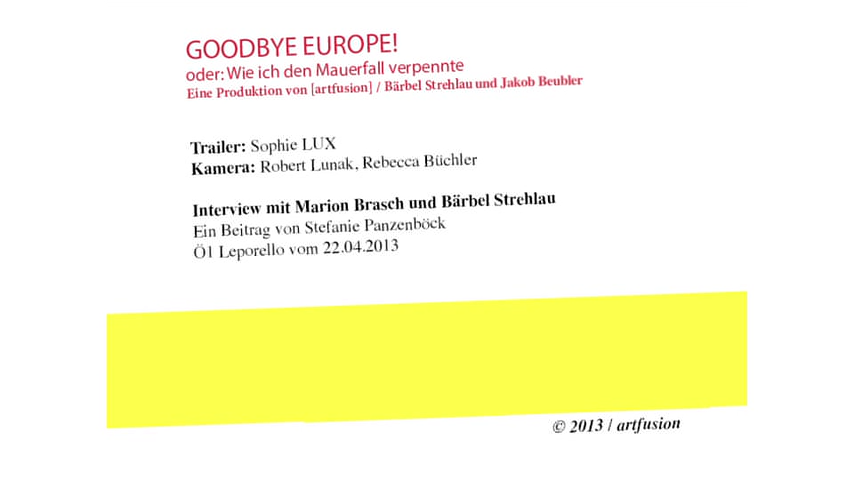 GOODBYE EUROPE!
oder: Wie ich den Mauerfall verpennte
Eine Produktion von [artfusion] / Bärbel Strehlau und Jakob Beubler
Trailer: Sophie LUX
Kamera: Robert Lunak, Rebecca Büchler
Interview mit Marion Brasch und Bärbel Strehlau
Ein Beitrag von Stefanie Panzenböck
Ö1 Leporello vom 22.04.2013
© 2013 / artfusion